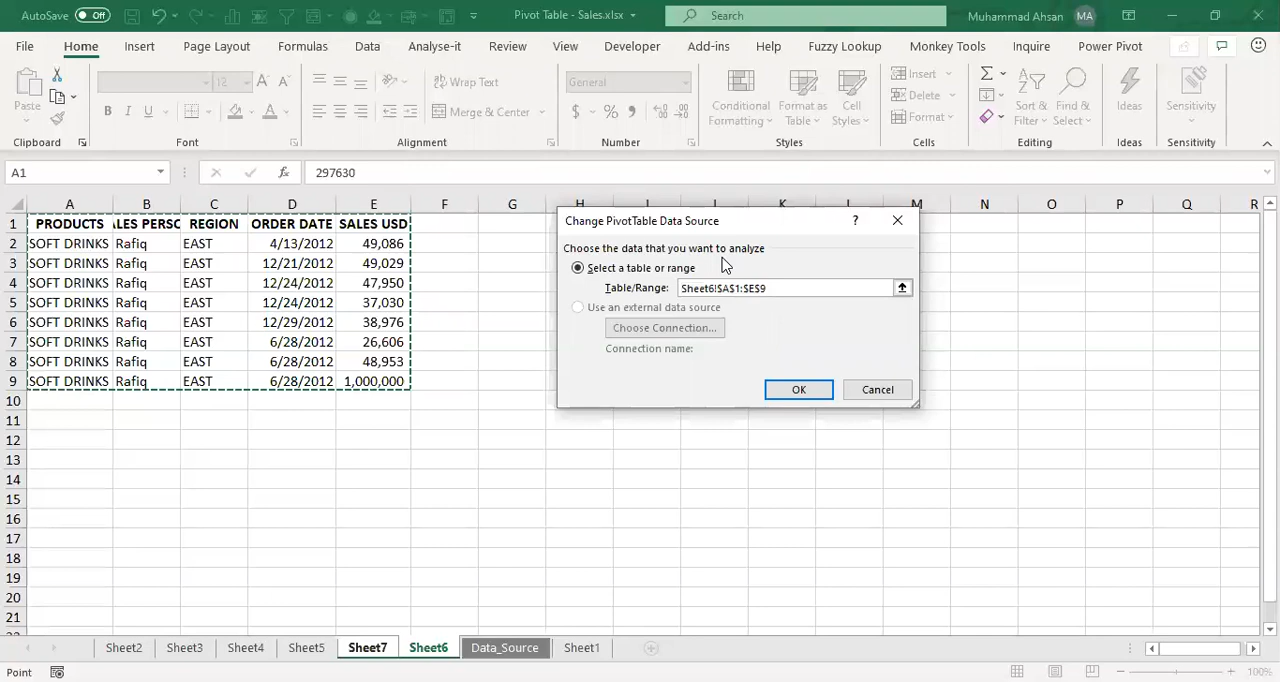 AutoSave Off Pivot Table - Sales.xlsx Search Muhammad Ahsan MA
File Home Insert Page Layout Formulas Data Analyse-it Review View Developer Add-ins Help Fuzzy Lookup Monkey Tools Inquire Power Pivot
Paste
12 A A
B I U A
Wrap Text
Merge & Center
General
$ %
Conditional Formatting
Format as Table
Cell Styles
Insert
Delete
Format
Sort & Filter
Find & Select
Ideas
Sensitivity
Clipboard Font Alignment Number Styles Cells Editing Ideas Sensitivity
A1 fx 297630
A B C D E F G H I J K L M N O P Q R
1 PRODUCTS ALES PERSC REGION ORDER DATE SALES USD
2 SOFT DRINKS Rafiq EAST 4/13/2012 49,086
3 SOFT DRINKS Rafiq EAST 12/21/2012 49,029
4 SOFT DRINKS Rafiq EAST 12/24/2012 47,950
5 SOFT DRINKS Rafiq EAST 12/24/2012 37,030
6 SOFT DRINKS Rafiq EAST 12/29/2012 38,976
7 SOFT DRINKS Rafiq EAST 6/28/2012 26,606
8 SOFT DRINKS Rafiq EAST 6/28/2012 48,953
9 SOFT DRINKS Rafiq EAST 6/28/2012 1,000,000
10
11
12
13
14
15
16
17
18
19
20
21
Change PivotTable Data Source ?
Choose the data that you want to analyze
Select a table or range
Table/Range: Sheet6!$A$1:$E$9
Use an external data source
Choose Connection...
Connection name:
OK Cancel
Sheet2 Sheet3 Sheet4 Sheet5 Sheet7 Sheet6 Data_Source Sheet1
Point 100%